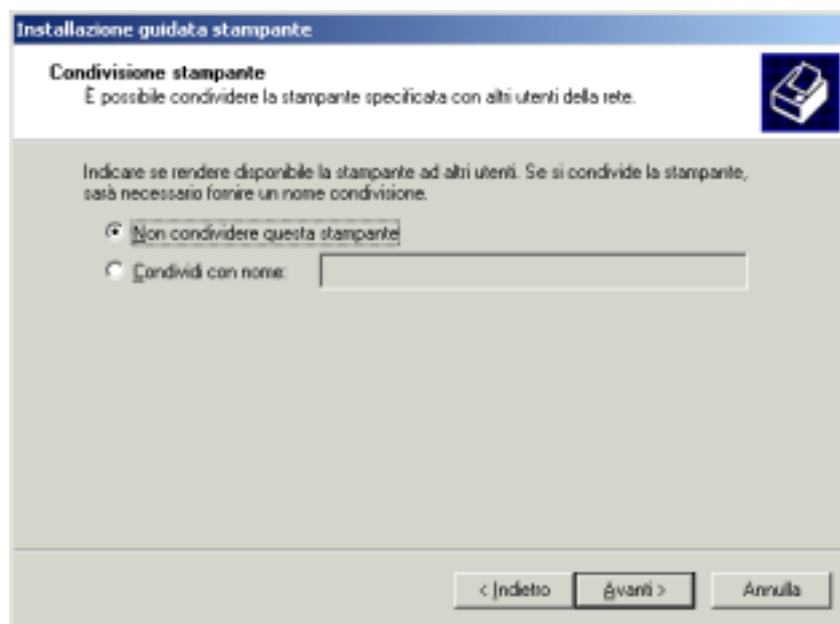 Installazione guidata stampante
Condivisione stampante
È possibile condividere la stampante specificata con altri utenti della rete.
Indicare se rendere disponibile la stampante ad altri utenti. Se si condivide la stampante,
sarà necessario fornire un nome condivisione.
Non condividere questa stampante
Condividi con nome:
< Indietro Avanti > Annulla